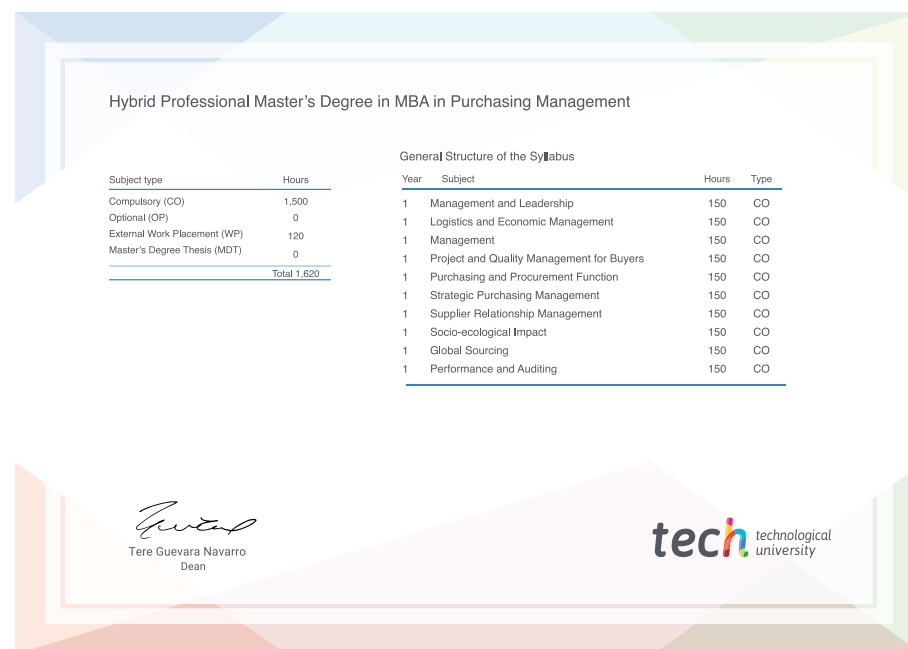 Hybrid Professional Master's Degree in MBA in Purchasing Management
Subject type Hours
Compulsory (CO) 1,500
Optional (OP) 0
External Work Placement (WP) 120
Master's Degree Thesis (MDT) 0
Total 1,620
General Structure of the Syllabus
Year Subject Hours Type
1 Management and Leadership 150 CO
1 Logistics and Economic Management 150 CO
1 Management 150 CO
1 Project and Quality Management for Buyers 150 CO
1 Purchasing and Procurement Function 150 CO
1 Strategic Purchasing Management 150 CO
1 Supplier Relationship Management 150 CO
1 Socio-ecological Impact 150 CO
1 Global Sourcing 150 CO
1 Performance and Auditing 150 CO
Tere Guevara Navarro
Dean
tech technological
university